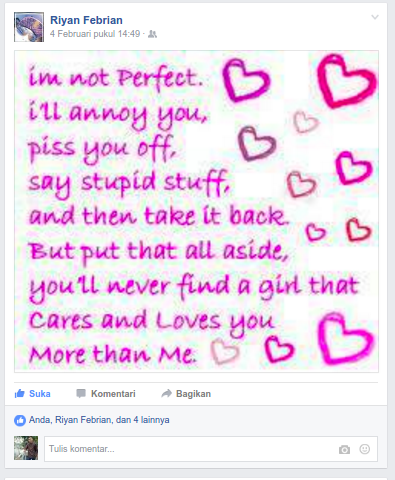 Riyan Febrian
4 Februari pukul 14:49 ·
im not Perfect.
i'll annoy you,
piss you off,
say stupid stuff,
and then take it back.
But put that all aside,
you'll never find a girl that
Cares and Loves you
More than Me.
Suka Komentari Bagikan
Anda, Riyan Febrian, dan 4 lainnya
Tulis komentar...